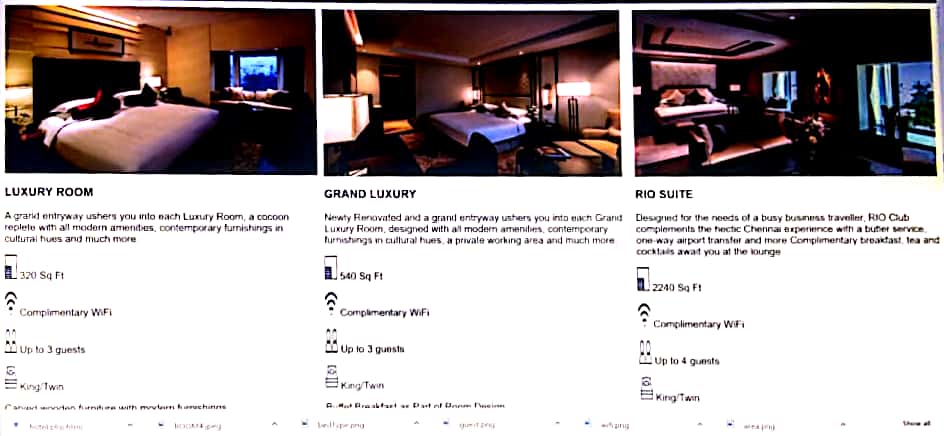 LUXURY ROOM
A grand entryway ushers you into each Luxury Room, a cocoon
replete with all modern amenities, contemporary furnishings in
cultural hues and much more
320 Sq Ft
Complimentary WiFi
Up to 3 guests
King/Twin
Carved wooden furniture with modern furnishings
GRAND LUXURY
Newly Renovated and a grand entryway ushers you into each Grand
Luxury Room, designed with all modern amenities, contemporary
furnishings in cultural hues, a private working area and much more.
540 Sq Ft
Complimentary WiFi
Up to 3 guests
King/Twin
Buffet Breakfast as Part of Room Design
RIO SUITE
Designed for the needs of a busy business traveller, RIO Club
complements the hectic Chennai experience with a butler service,
one-way airport transfer and more Complimentary breakfast, tea and
cocktails await you at the lounge
2240 Sq Ft
Complimentary WiFi
Up to 4 guests
King/Twin
ROOM4.jpeg
bedtype.png
guest.png
wifi.png
area.png
Show all